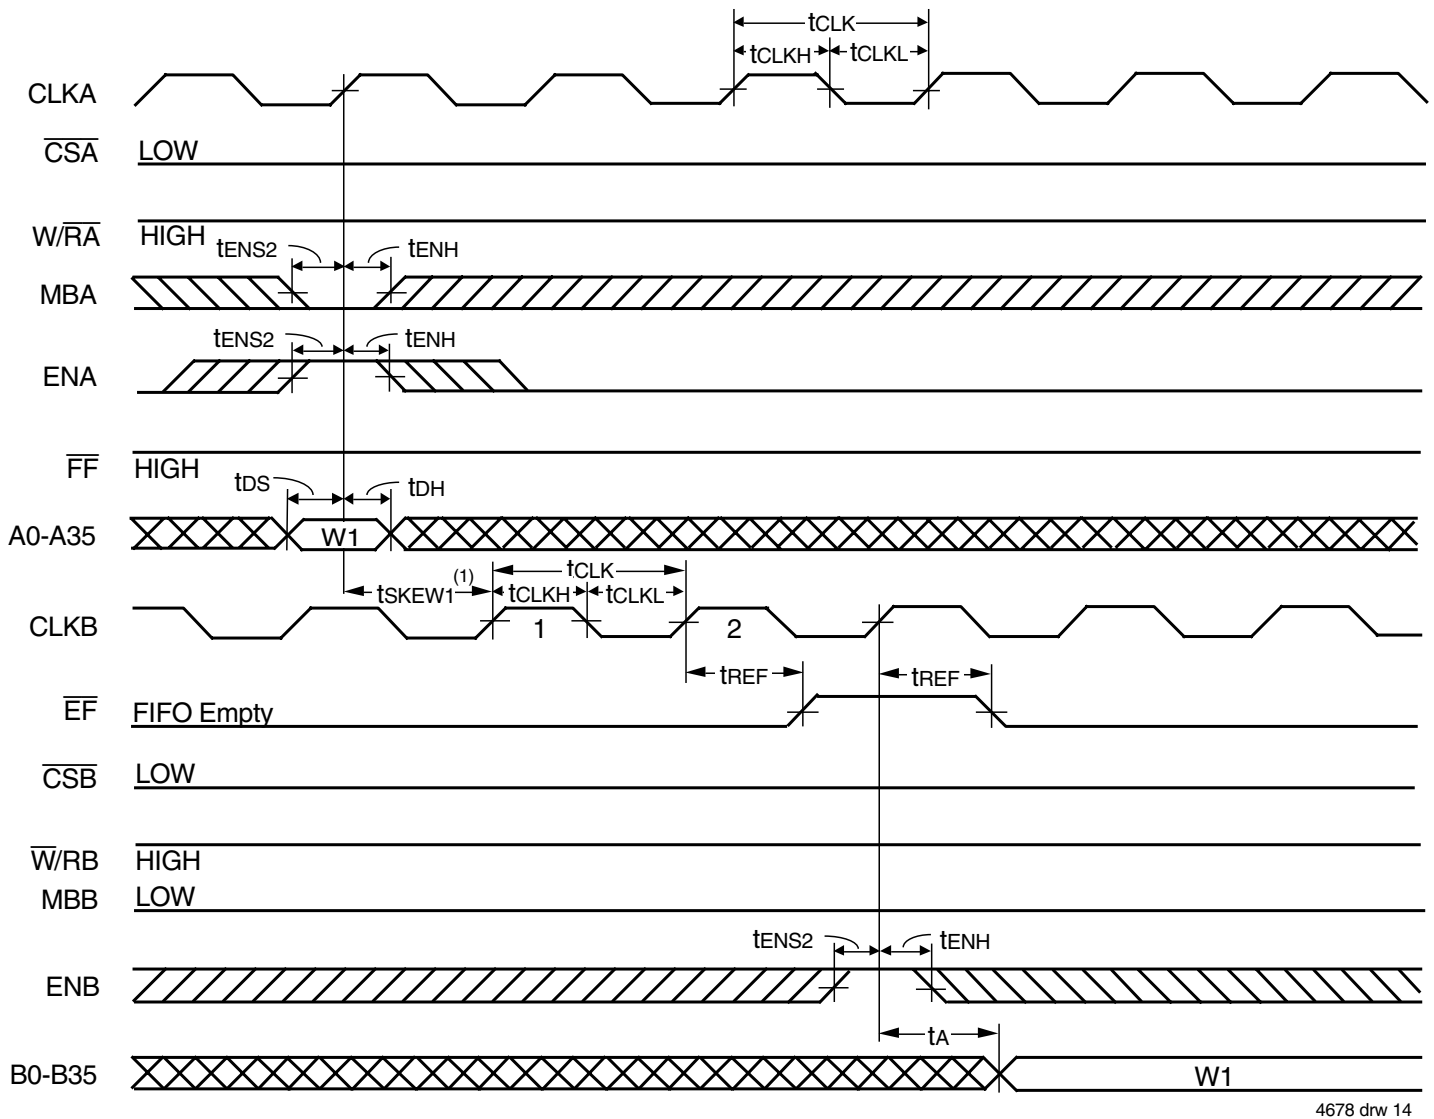 tCLK
tCLKH tCLKL
CLKA
CSA LOW
W/RA HIGH
tENS2 tENH
MBA
tENS2 tENH
ENA
FF HIGH
tDS tDH
A0-A35 W1
tSKEW1(1) tCLK
tCLKH tCLKL
CLKB 1 2
tREF tREF
EF FIFO Empty
CSB LOW
W/RB HIGH
MBB LOW
tENS2 tENH
ENB
tA
B0-B35 W1
4678 drw 14